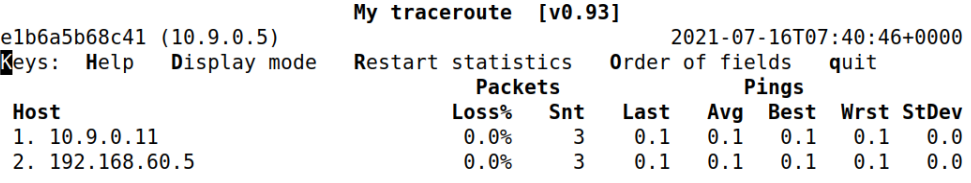 My traceroute  [v0.93]
e1b6a5b68c41 (10.9.0.5) 2021-07-16T07:40:46+0000
Keys:  Help   Display mode   Restart statistics   Order of fields   quit
Packets Pings
Host Loss% Snt Last Avg Best Wrst StDev
1. 10.9.0.11 0.0% 3 0.1 0.1 0.1 0.1 0.0
2. 192.168.60.5 0.0% 3 0.1 0.1 0.1 0.1 0.0